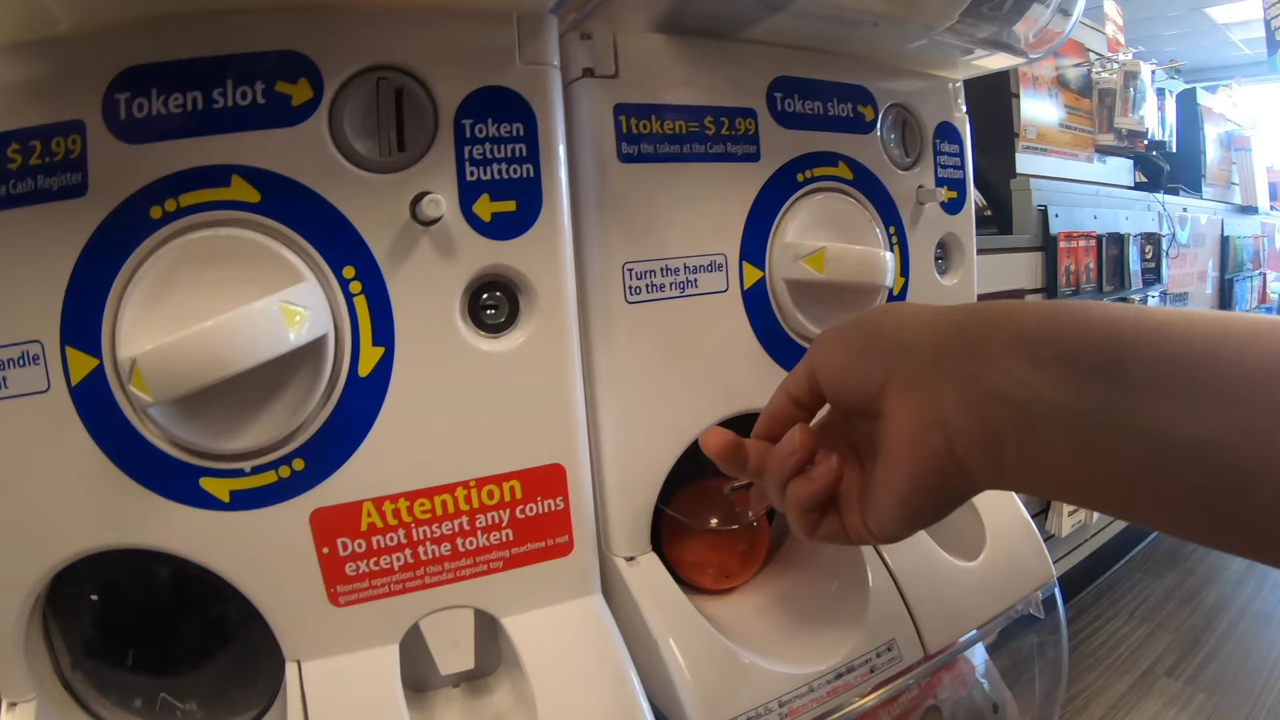 Token slot
Token
return
button
$ 2.99
e Cash Register
andle
t
Attention
· Do not insert any coins
except the token
· Normal operation of this Bandai vending machine is not
guaranteed for non-Bandai capsule toy
Token slot
1token= $ 2.99
Buy the token at the Cash Register
Token
return
button
Turn the handle
to the right
STEAM